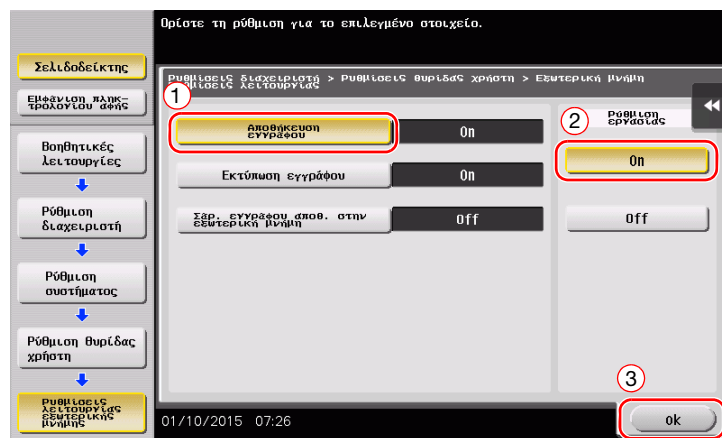 Ορίστε τη ρύθμιση για το επιλεγμένο στοιχείο.
Σελιδοδείκτης
Εμφάνιση πληκ-
τρολογίου αφής
Βοηθητικές
λειτουργίες
Ρύθμιση
διαχειριστή
Ρύθμιση
συστήματος
Ρύθμιση θυρίδας
χρήστη
Ρυθμίσεις
λειτουργίας
εξωτερικής
μνήμης
Ρυθμίσεις διαχειριστή > Ρυθμίσεις θυρίδας χρήστη > Εξωτερική μνήμη
Ρυθμίσεις λειτουργίας
1
Αποθήκευση
εγγράφου
On
Εκτύπωση εγγράφου
On
Σάρ. εγγράφου αποθ. στην
εξωτερική μνήμη
Off
2
Ρύθμιση
εργασίας
On
Off
3
01/10/2015 07:26
ok